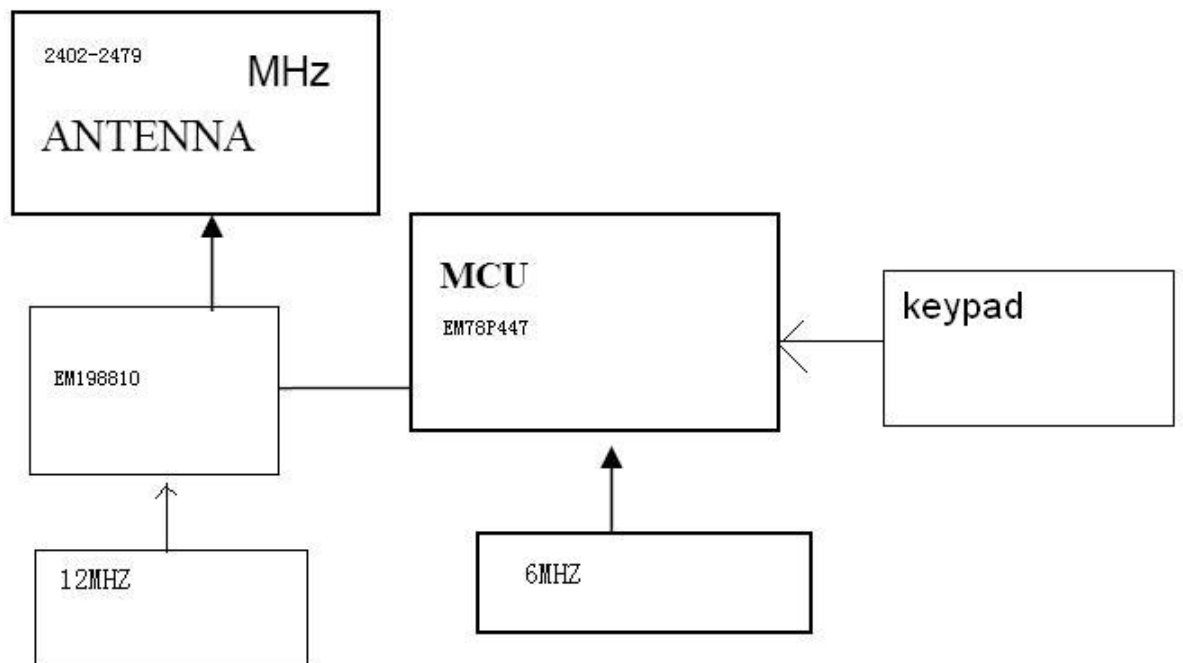 2402-2479 MHz
ANTENNA
MCU
EM78P447
keypad
EM198810
12MHZ
6MHZ